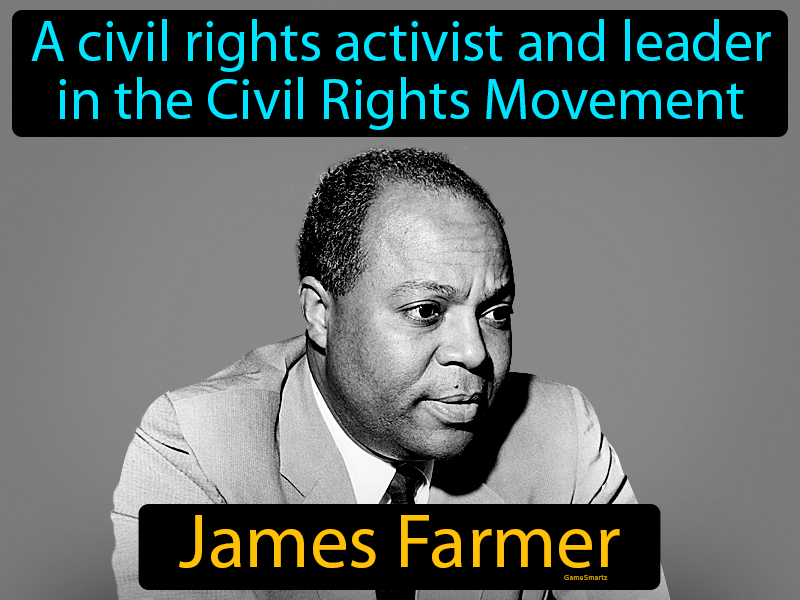 A civil rights activist and leader
in the Civil Rights Movement
James Farmer
GameSmartz